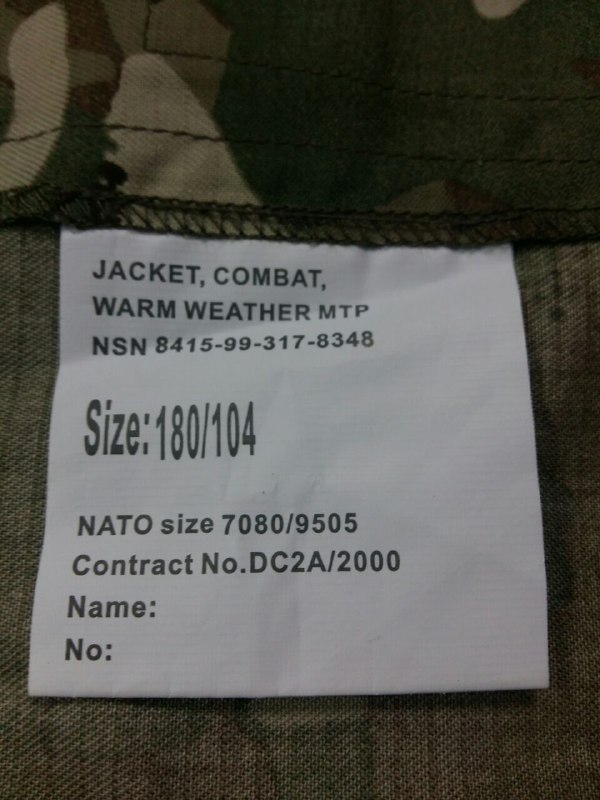 JACKET, COMBAT,
WARM WEATHER MTP
NSN 8415-99-317-8348
Size:180/104
NATO size 7080/9505
Contract No.DC2A/2000
Name:
No: